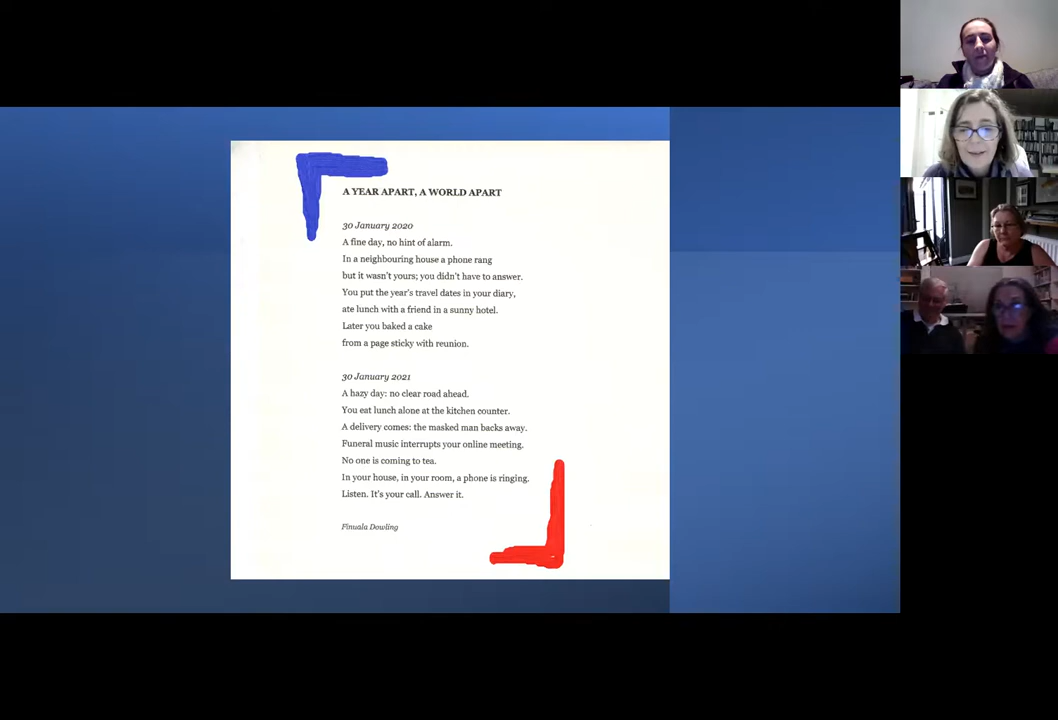 A YEAR APART, A WORLD APART
30 January 2020
A fine day, no hint of alarm.
In a neighbouring house a phone rang
but it wasn't yours; you didn't have to answer.
You put the year's travel dates in your diary,
ate lunch with a friend in a sunny hotel.
Later you baked a cake
from a page sticky with reunion.
30 January 2021
A hazy day: no clear road ahead.
You eat lunch alone at the kitchen counter.
A delivery comes: the masked man backs away.
Funeral music interrupts your online meeting.
No one is coming to tea.
In your house, in your room, a phone is ringing.
Listen. It's your call. Answer it.
Finuala Dowling